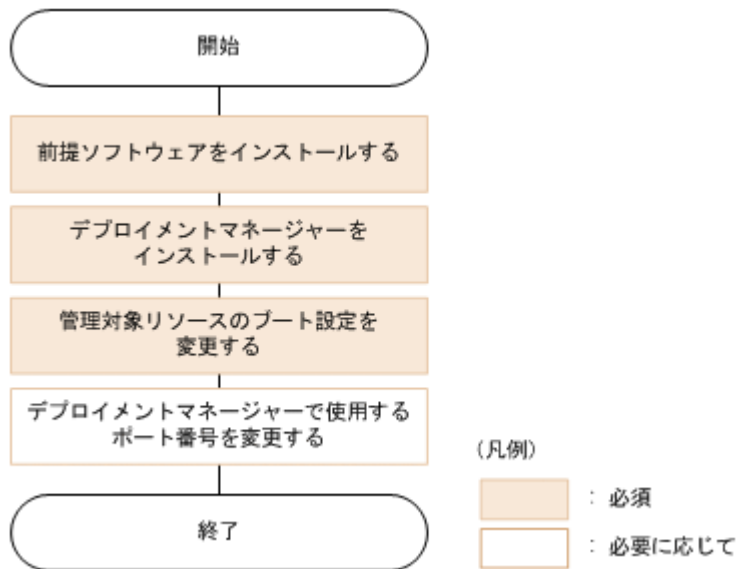 開始
前提ソフトウェアをインストールする
デプロイメントマネージャーを
インストールする
管理対象リソースのブート設定を
変更する
デプロイメントマネージャーで使用する
ポート番号を変更する
終了
(凡例)
: 必須
: 必要に応じて